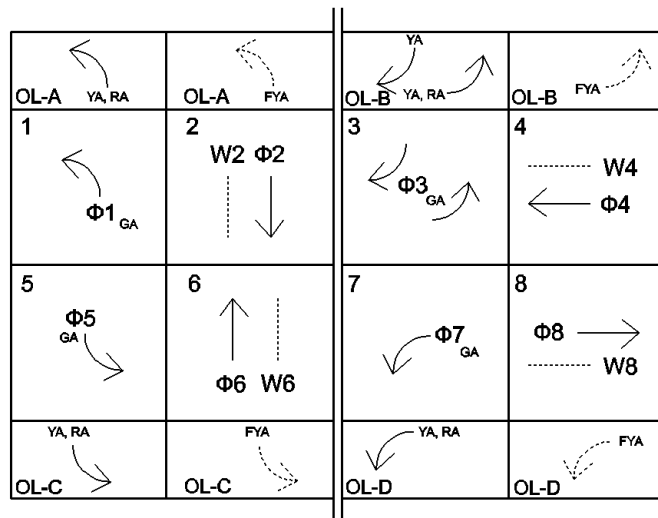 OL-A
YA, RA
OL-A
FYA
YA
OL-B
YA, RA
OL-B
FYA
1
Φ1 GA
2
W2 Φ2
3
Φ3 GA
4
W4
Φ4
5
Φ5
GA
6
Φ6 W6
7
Φ7 GA
8
Φ8
W8
YA, RA
OL-C
FYA
OL-C
YA, RA
OL-D
FYA
OL-D